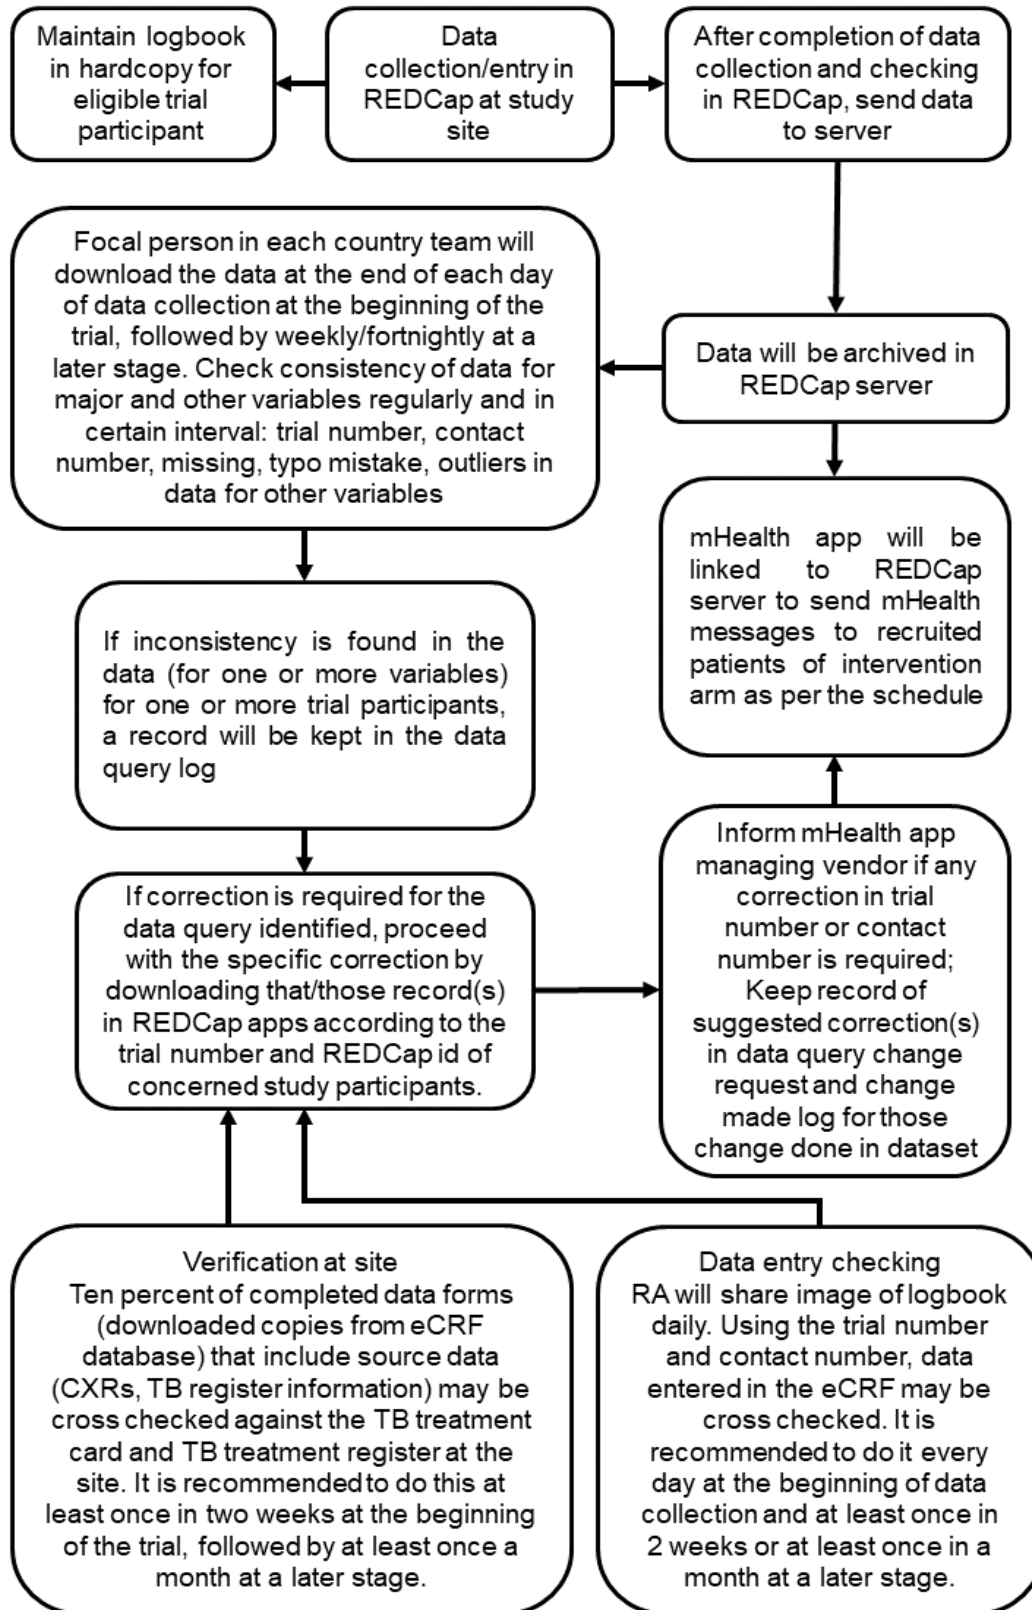 Maintain logbook
in hardcopy for
eligible trial
participant
Data
collection/entry in
REDCap at study
site
After completion of data
collection and checking
in REDCap, send data
to server
Focal person in each country team will
download the data at the end of each day
of data collection at the beginning of the
trial, followed by weekly/fortnightly at a
later stage. Check consistency of data for
major and other variables regularly and in
certain interval: trial number, contact
number, missing, typo mistake, outliers in
data for other variables
Data will be archived in
REDCap server
mHealth app will be
linked to REDCap
server to send mHealth
messages to recruited
patients of intervention
arm as per the schedule
If inconsistency is found in the
data (for one or more variables)
for one or more trial participants,
a record will be kept in the data
query log
If correction is required for the
data query identified, proceed
with the specific correction by
downloading that/those record(s)
in REDCap apps according to the
trial number and REDCap id of
concerned study participants.
Inform mHealth app
managing vendor if any
correction in trial
number or contact
number is required;
Keep record of
suggested correction(s)
in data query change
request and change
made log for those
change done in dataset
Verification at site
Ten percent of completed data forms
(downloaded copies from eCRF
database) that include source data
(CXRs, TB register information) may be
cross checked against the TB treatment
card and TB treatment register at the
site. It is recommended to do this at
least once in two weeks at the beginning
of the trial, followed by at least once a
month at a later stage.
Data entry checking
RA will share image of logbook
daily. Using the trial number
and contact number, data
entered in the eCRF may be
cross checked. It is
recommended to do it every
day at the beginning of data
collection and at least once in
2 weeks or at least once in a
month at a later stage.